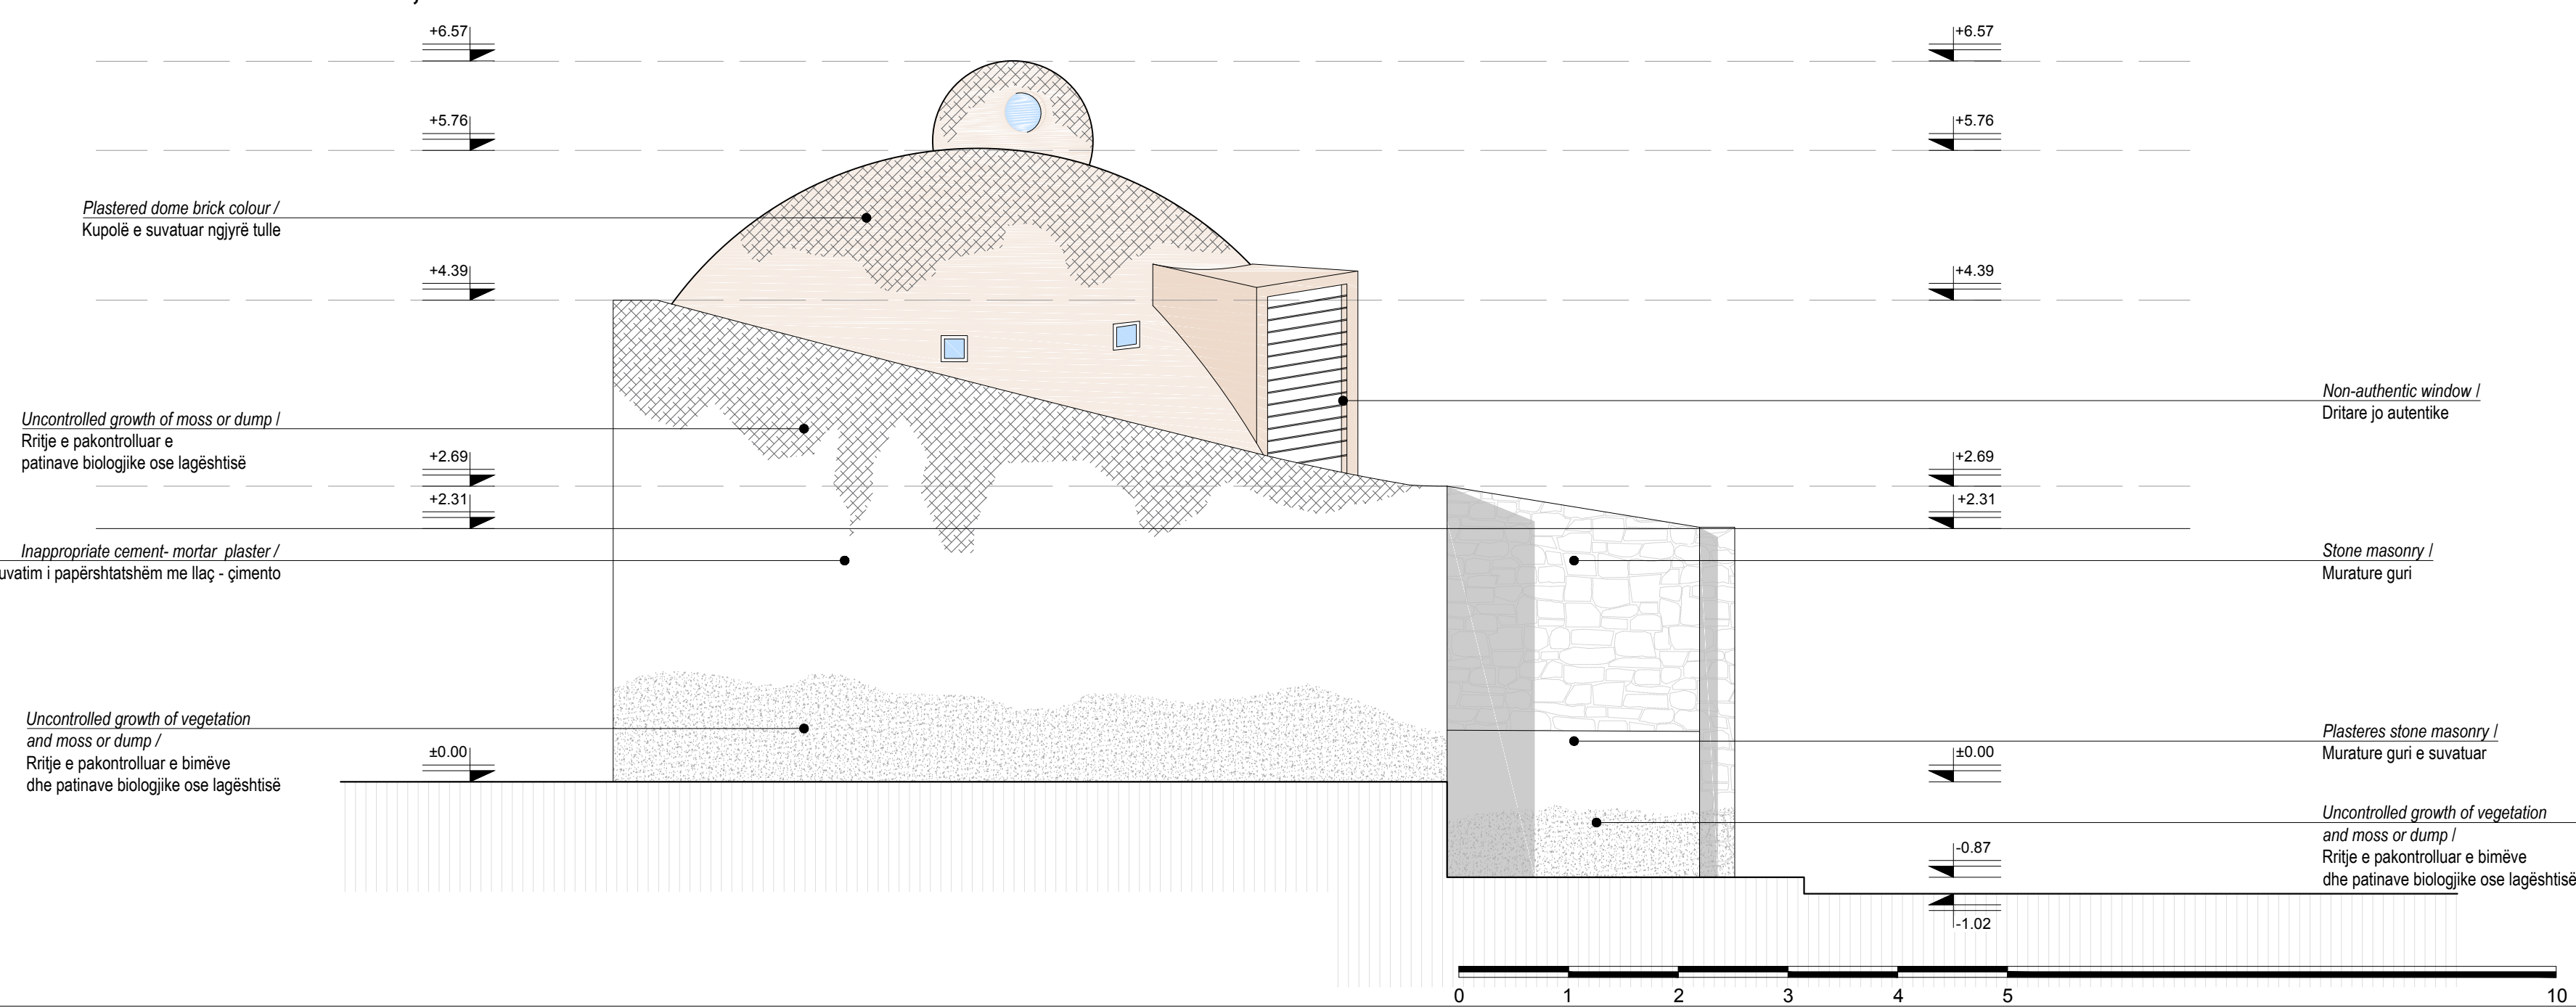 +6.57
+6.57
+5.76
+5.76
Plastered dome brick colour /
Kupolë e suvatuar ngjyrë tulle
+4.39
+4.39
Non-authentic window /
Dritare jo autentike
Uncontrolled growth of moss or dump /
Rritje e pakontrolluar e
patinave biologjike ose lagështisë
+2.69
+2.69
+2.31
+2.31
Inappropriate cement- mortar plaster /
uvatim i papërshtatshëm me llaç - çimento
Stone masonry /
Murature guri
Uncontrolled growth of vegetation
and moss or dump /
Rritje e pakontrolluar e bimëve
dhe patinave biologjike ose lagështisë
±0.00
±0.00
Plasteres stone masonry /
Murature guri e suvatuar
Uncontrolled growth of vegetation
and moss or dump /
Rritje e pakontrolluar e bimëve
dhe patinave biologjike ose lagështisë
-0.87
-1.02
0 1 2 3 4 5 10